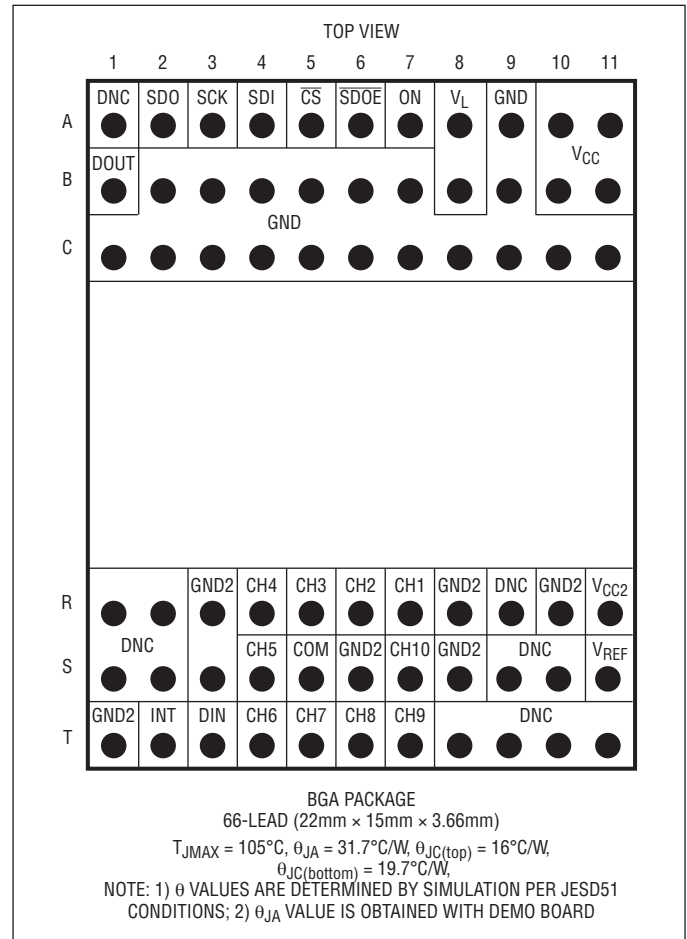 TOP VIEW
1 2 3 4 5 6 7 8 9 10 11
A DNC SDO SCK SDI C̅S̅ S̅D̅O̅E̅ ON VL GND
VCC
B DOUT
GND
C
R GND2 CH4 CH3 CH2 CH1 GND2 DNC GND2 VCC2
DNC
S CH5 COM GND2 CH10 GND2 DNC VREF
T GND2 INT DIN CH6 CH7 CH8 CH9 DNC
BGA PACKAGE
66-LEAD (22mm × 15mm × 3.66mm)
TJMAX = 105°C, θJA = 31.7°C/W, θJC(top) = 16°C/W,
θJC(bottom) = 19.7°C/W,
NOTE: 1) θ VALUES ARE DETERMINED BY SIMULATION PER JESD51
CONDITIONS; 2) θJA VALUE IS OBTAINED WITH DEMO BOARD